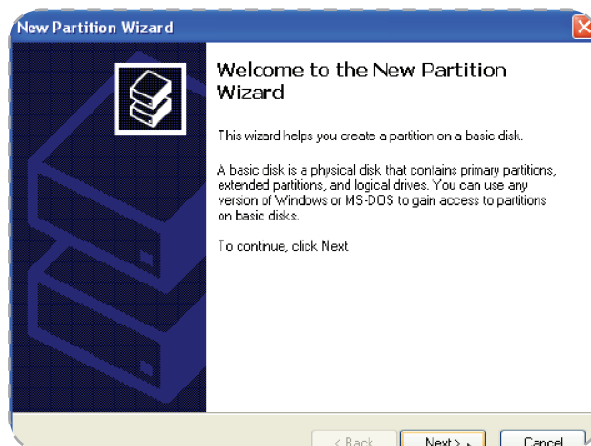 New Partition Wizard
Welcome to the New Partition
Wizard
This wizard helps you create a partition on a basic disk.
A basic disk is a physical disk that contains primary partitions,
extended partitions, and logical drives. You can use any
version of Windows or MS-DOS to gain access to partitions
on basic disks.
To continue, click Next
< Back Next > Cancel